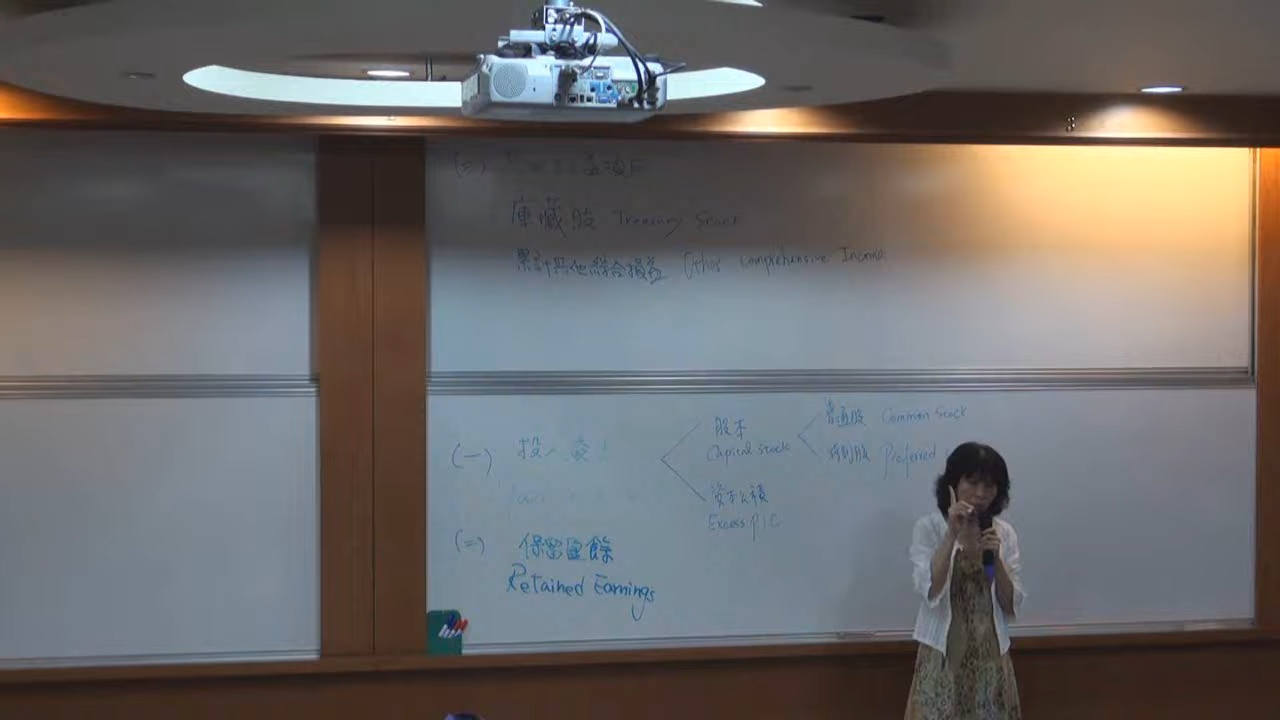 (三)
庫藏股 Treasury Stock
累計其他綜合損益 Other Comprehensive Income
(一) 投入資
股本
Capital Stock
普通股 Common Stock
特別股 Preferred
資本公積
Excess PIC
(二) 保留盈餘
Retained Earnings